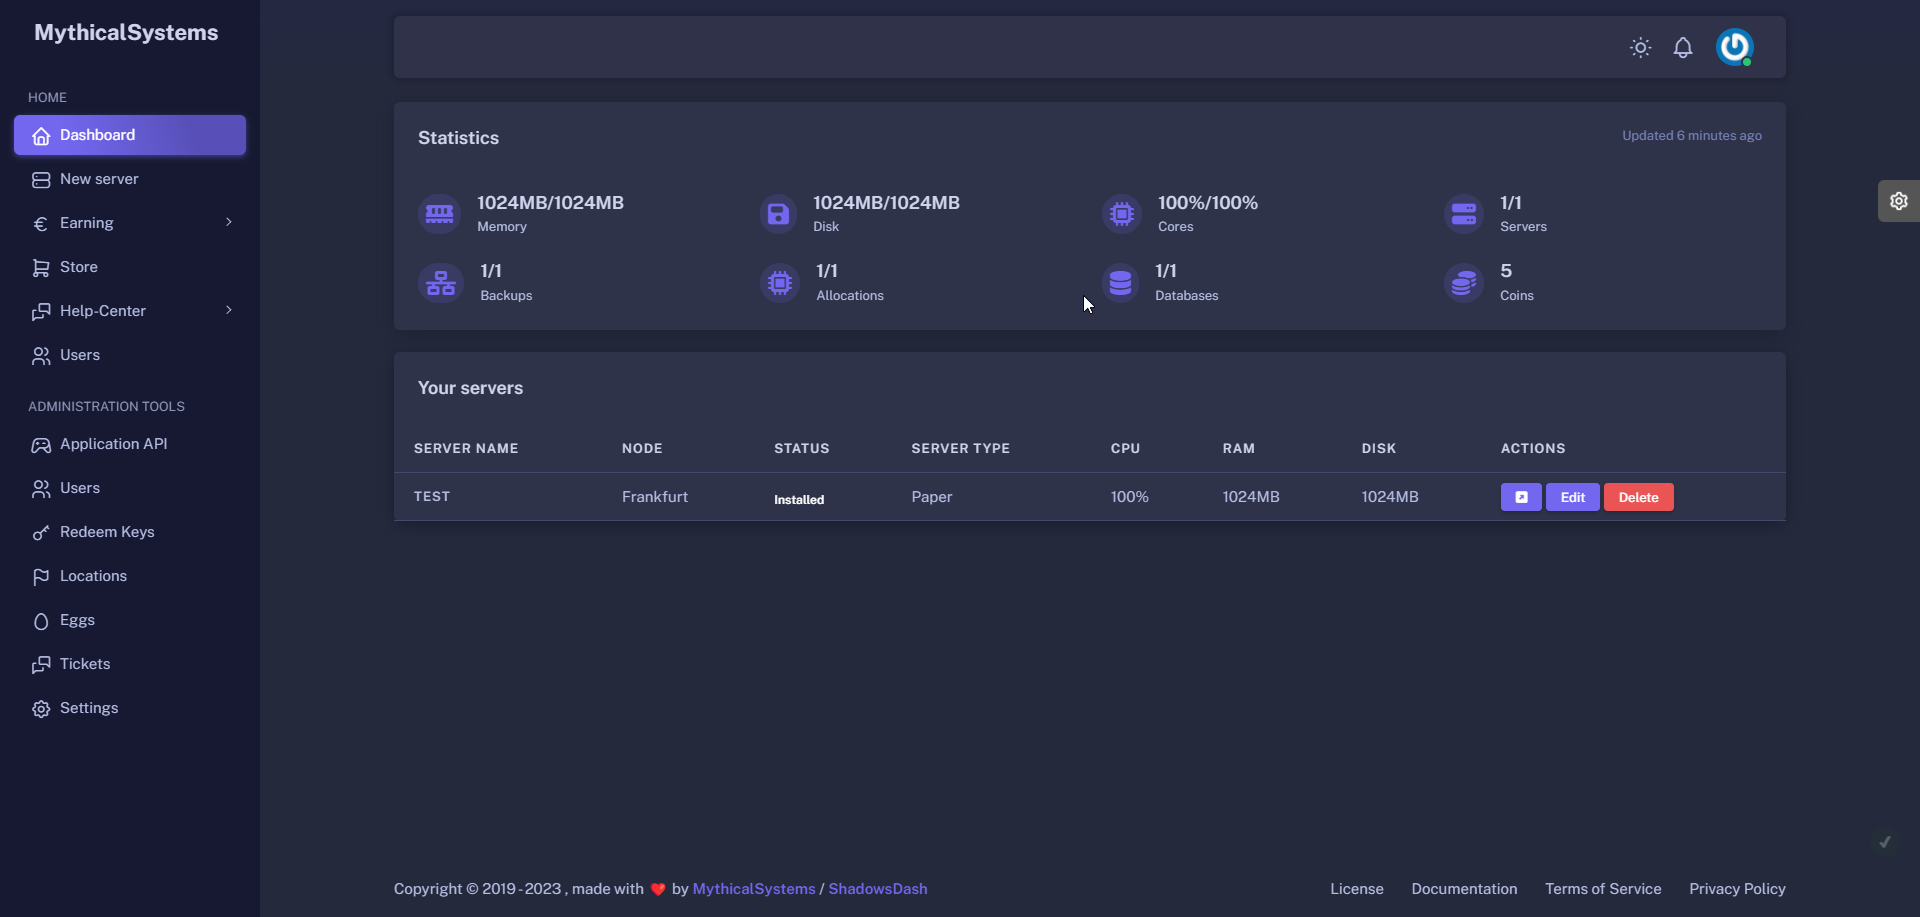 MythicalSystems
HOME
Dashboard
New server
Earning
Store
Help-Center
Users
ADMINISTRATION TOOLS
Application API
Users
Redeem Keys
Locations
Eggs
Tickets
Settings
Statistics
Updated 6 minutes ago
1024MB/1024MB
Memory
1024MB/1024MB
Disk
100%/100%
Cores
1/1
Servers
1/1
Backups
1/1
Allocations
1/1
Databases
5
Coins
Your servers
SERVER NAME NODE STATUS SERVER TYPE CPU RAM DISK ACTIONS
TEST Frankfurt Installed Paper 100% 1024MB 1024MB Edit Delete
Copyright © 2019-2023 , made with ❤️ by MythicalSystems / ShadowsDash
License Documentation Terms of Service Privacy Policy